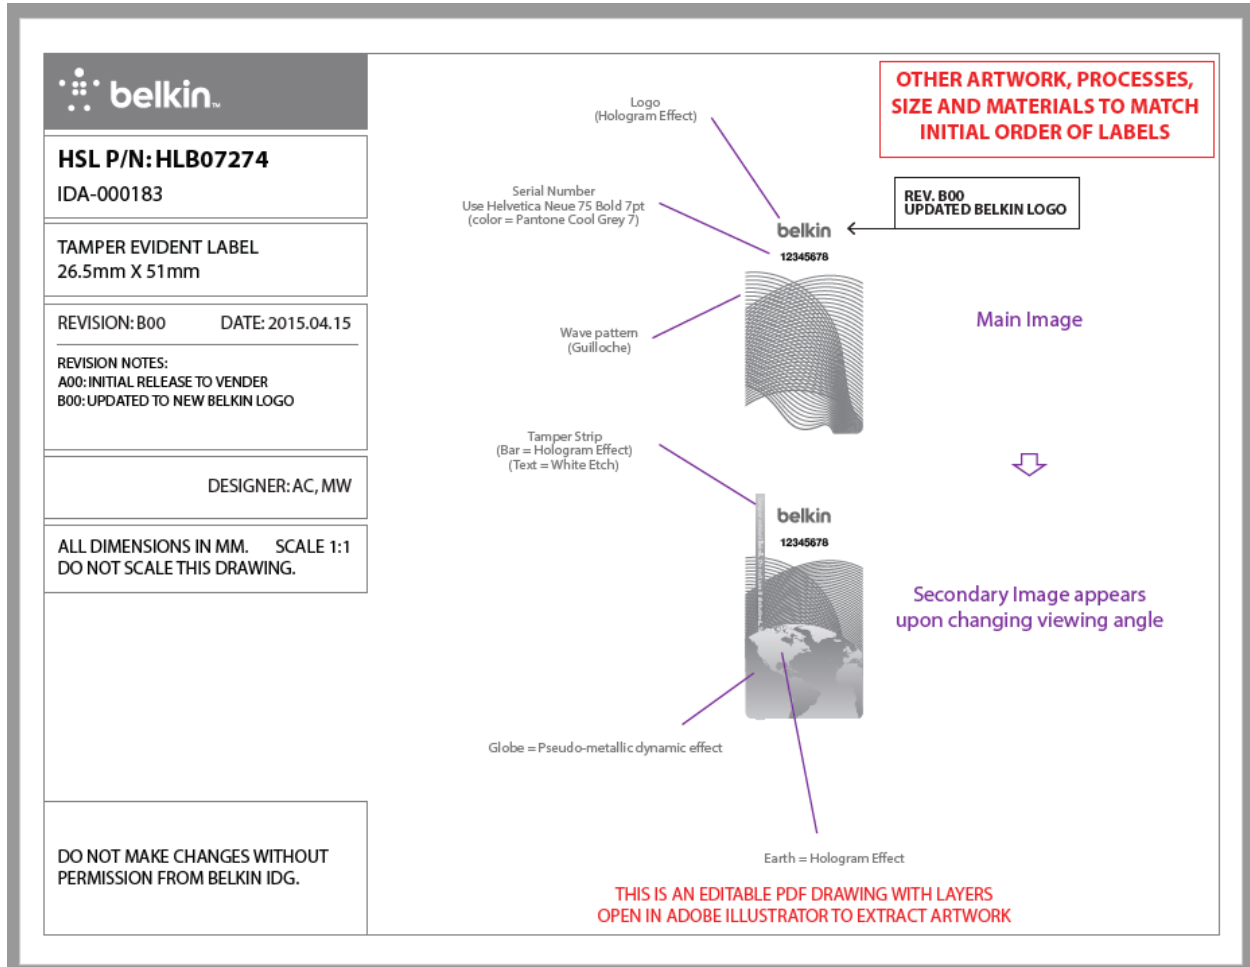 belkin™
HSL P/N: HLB07274
IDA-000183
TAMPER EVIDENT LABEL
26.5mm X 51mm
REVISION: B00 DATE: 2015.04.15
REVISION NOTES:
A00: INITIAL RELEASE TO VENDER
B00: UPDATED TO NEW BELKIN LOGO
DESIGNER: AC, MW
ALL DIMENSIONS IN MM. SCALE 1:1
DO NOT SCALE THIS DRAWING.
DO NOT MAKE CHANGES WITHOUT
PERMISSION FROM BELKIN IDG.
OTHER ARTWORK, PROCESSES,
SIZE AND MATERIALS TO MATCH
INITIAL ORDER OF LABELS
Logo
(Hologram Effect)
Serial Number
Use Helvetica Neue 75 Bold 7pt
(color = Pantone Cool Grey 7)
REV. B00
UPDATED BELKIN LOGO
belkin
12345678
Wave pattern
(Guilloche)
Main Image
Tamper Strip
(Bar = Hologram Effect)
(Text = White Etch)
belkin
12345678
Secondary Image appears
upon changing viewing angle
Globe = Pseudo-metallic dynamic effect
Earth = Hologram Effect
THIS IS AN EDITABLE PDF DRAWING WITH LAYERS
OPEN IN ADOBE ILLUSTRATOR TO EXTRACT ARTWORK